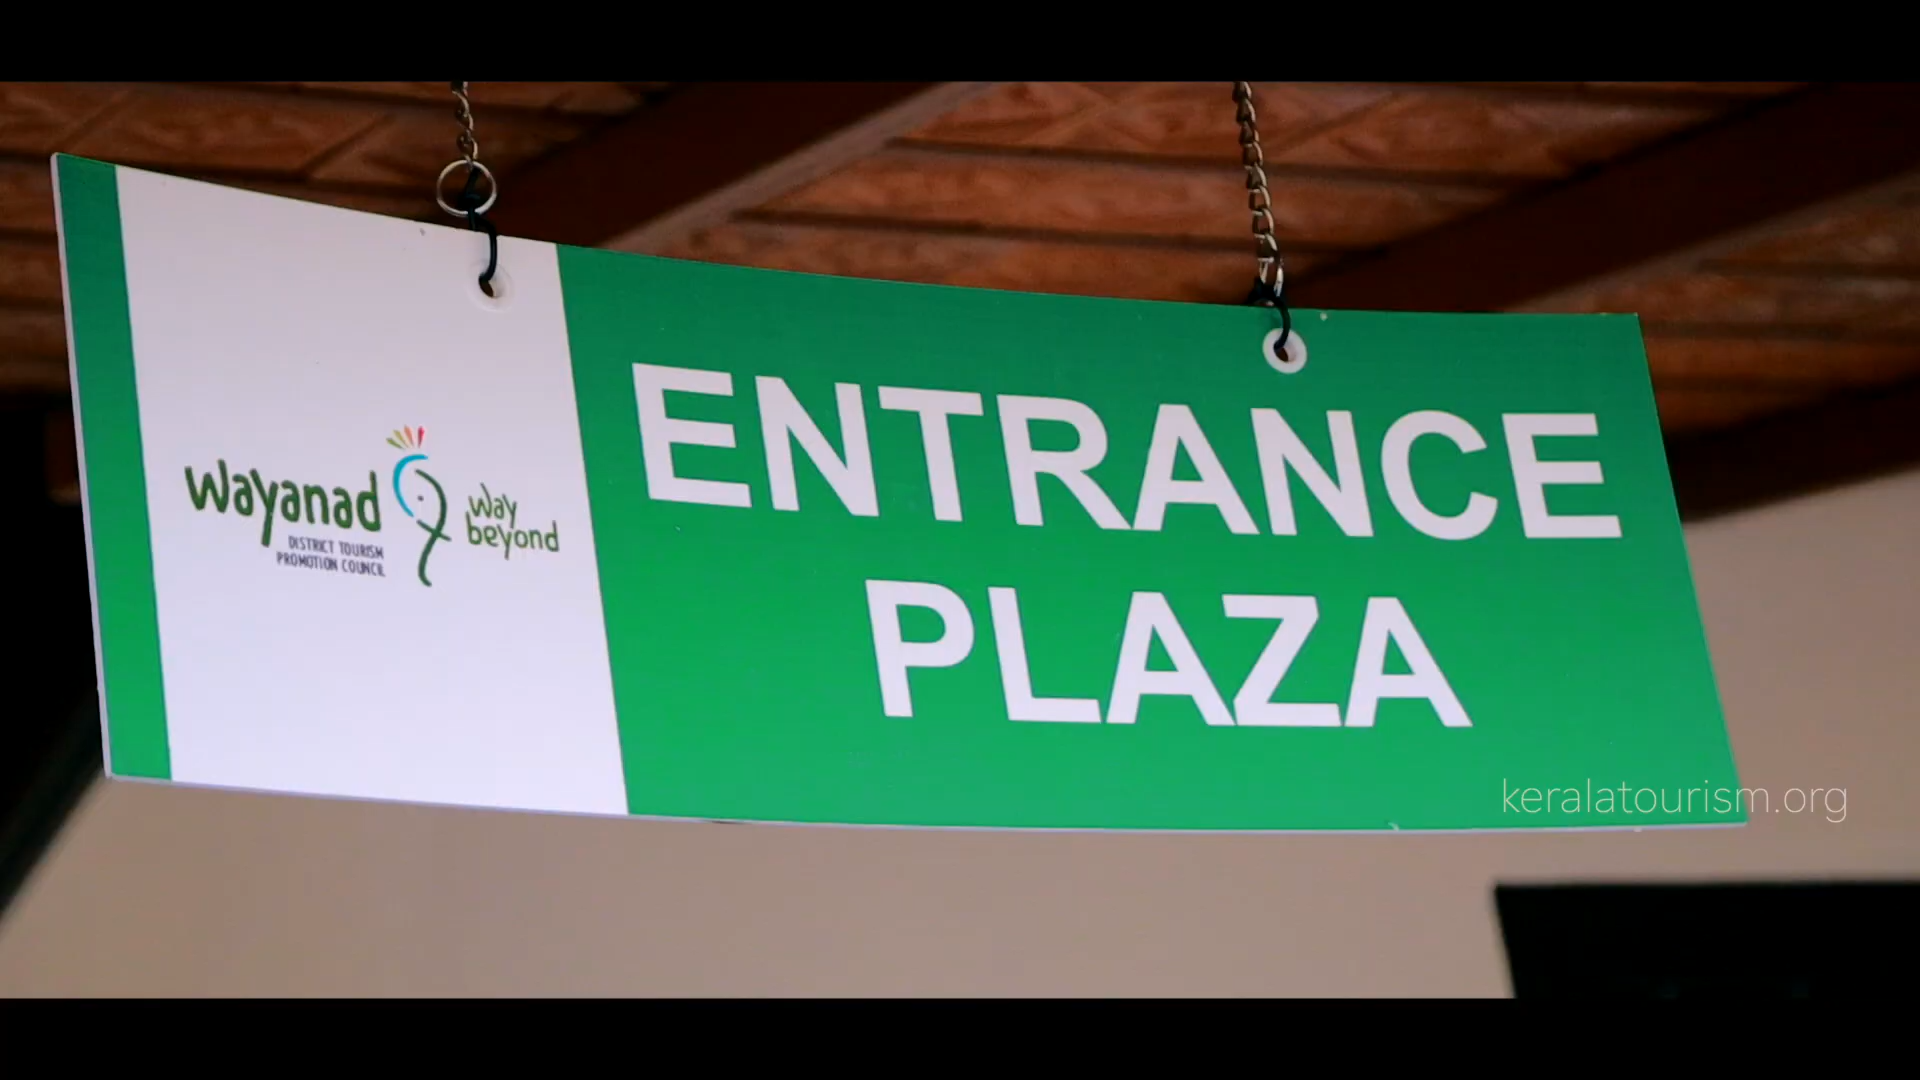 wayanad
DISTRICT TOURISM
PROMOTION COUNCIL
way
beyond
ENTRANCE
PLAZA
keralatourism.org